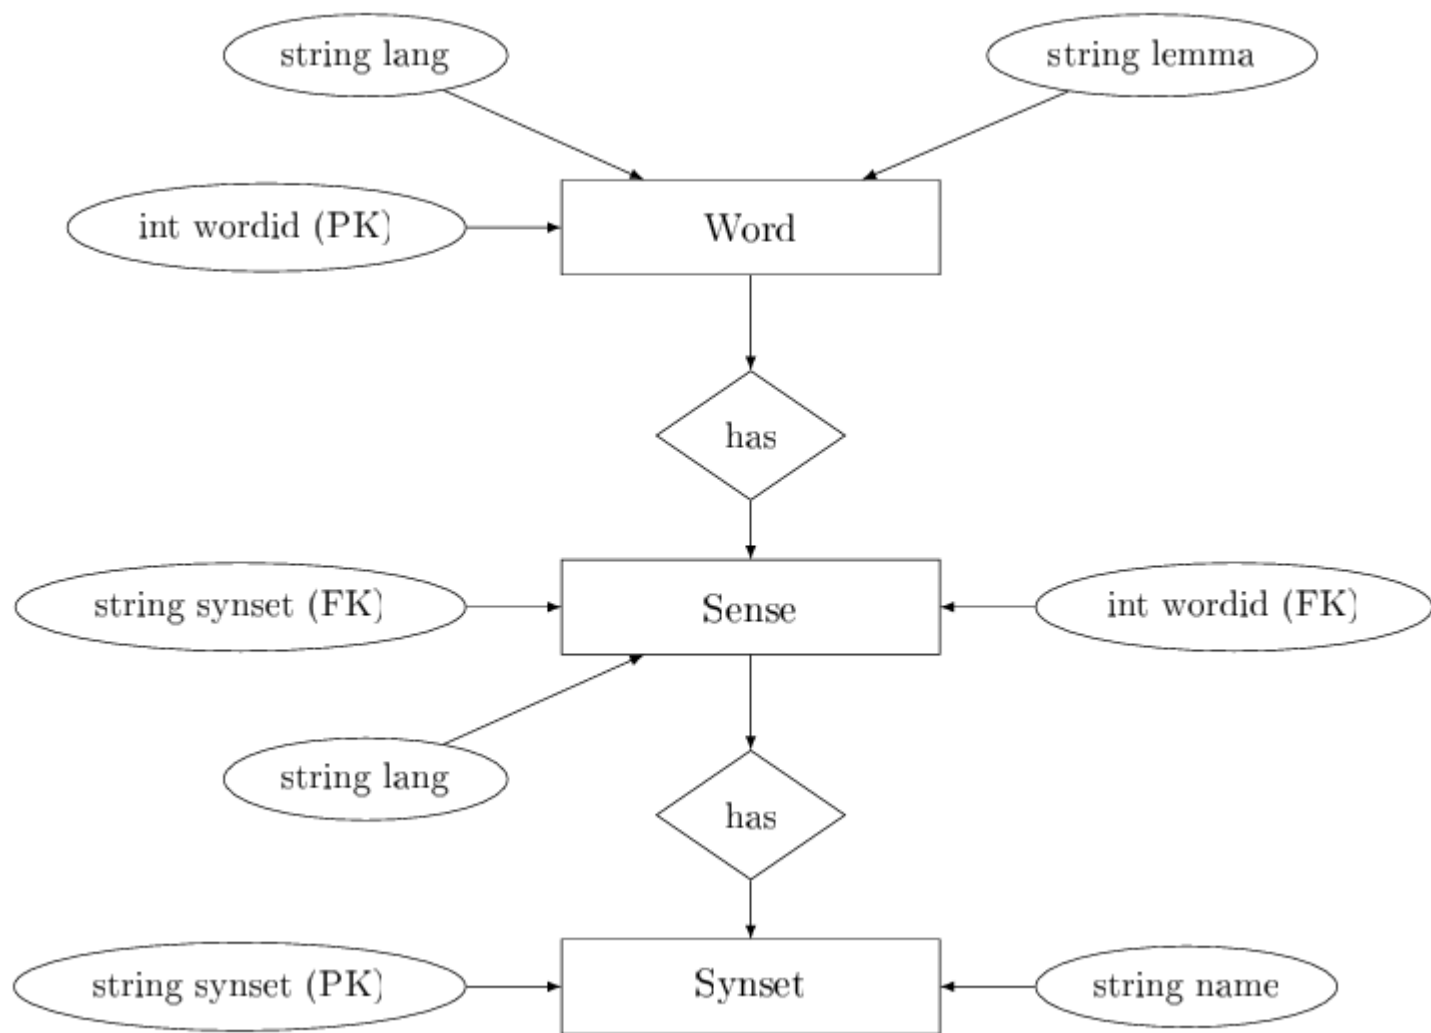 string lang
string lemma
int wordid (PK)
Word
has
string synset (FK)
Sense
int wordid (FK)
string lang
has
string synset (PK)
Synset
string name